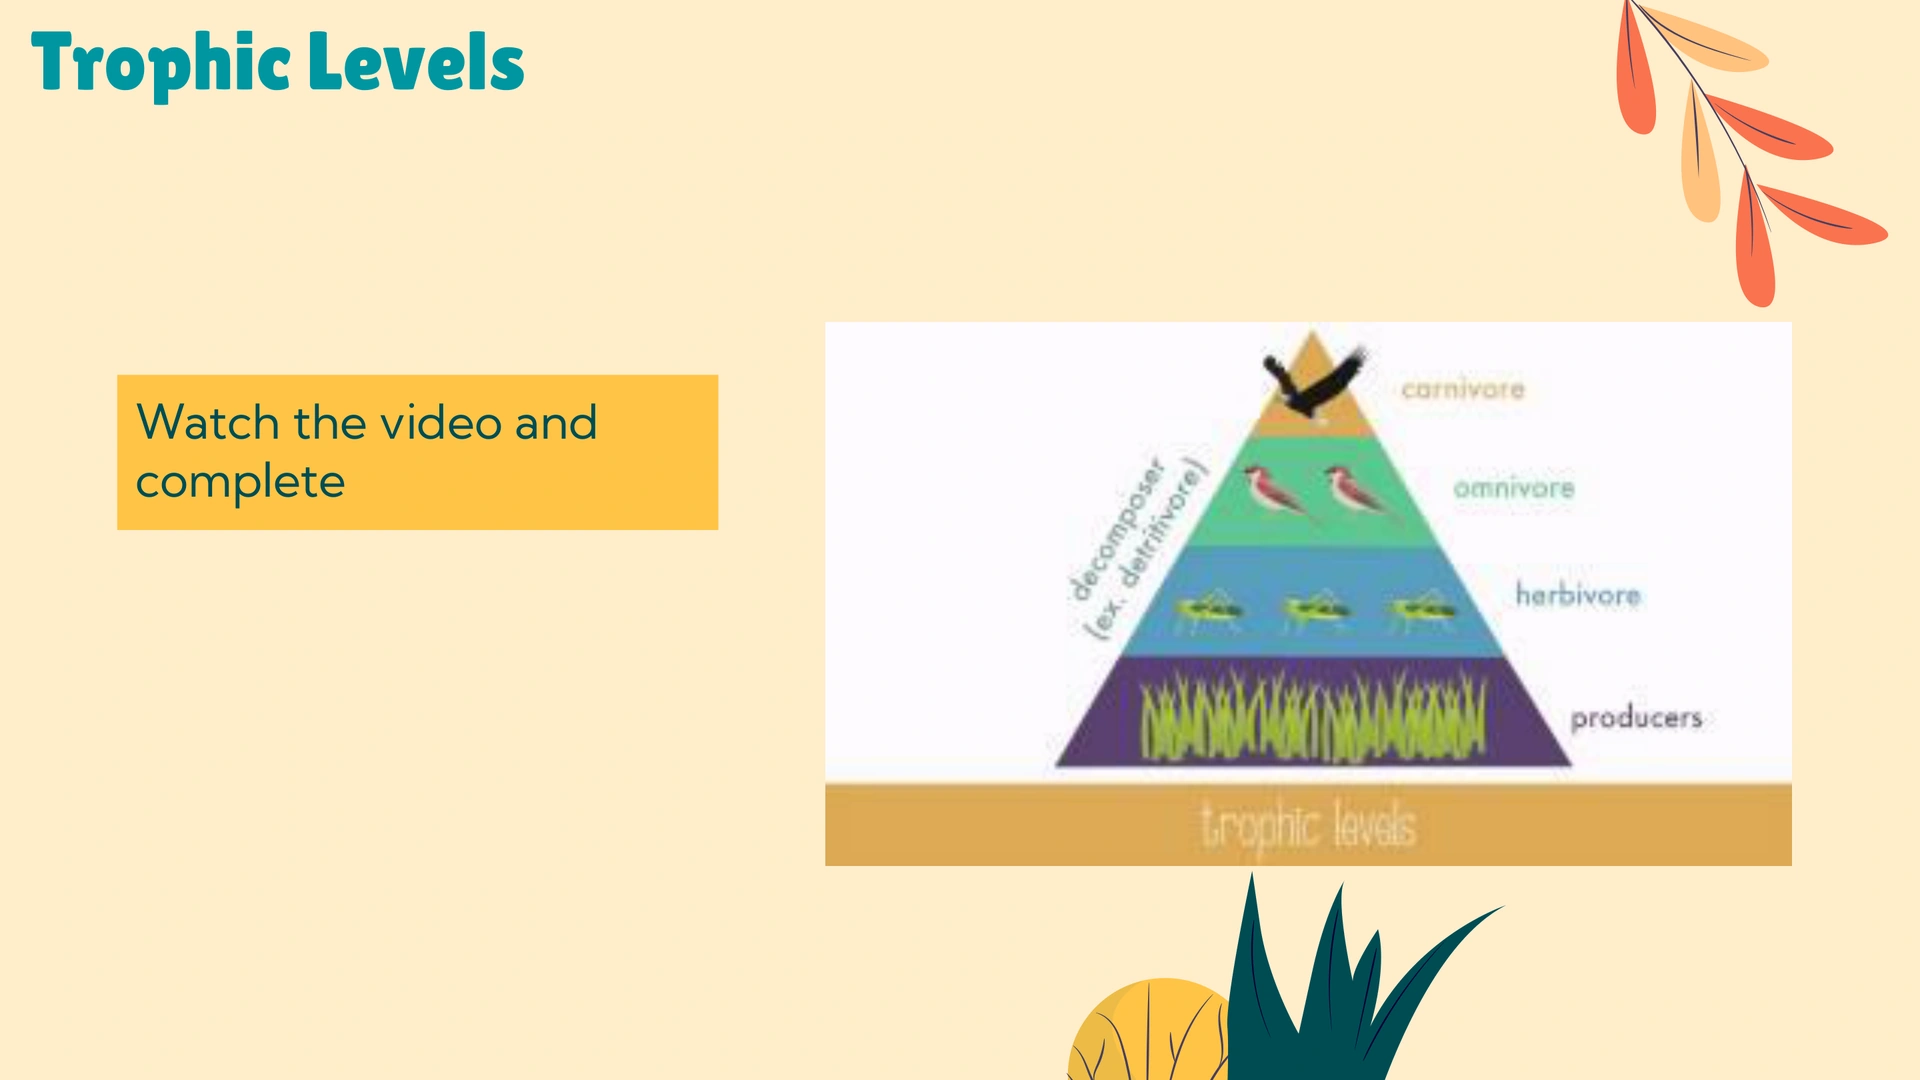 Trophic Levels
Watch the video and
complete
carnivore
omnivore
decomposer
(ex. detritivore)
herbivore
producers
trophic levels